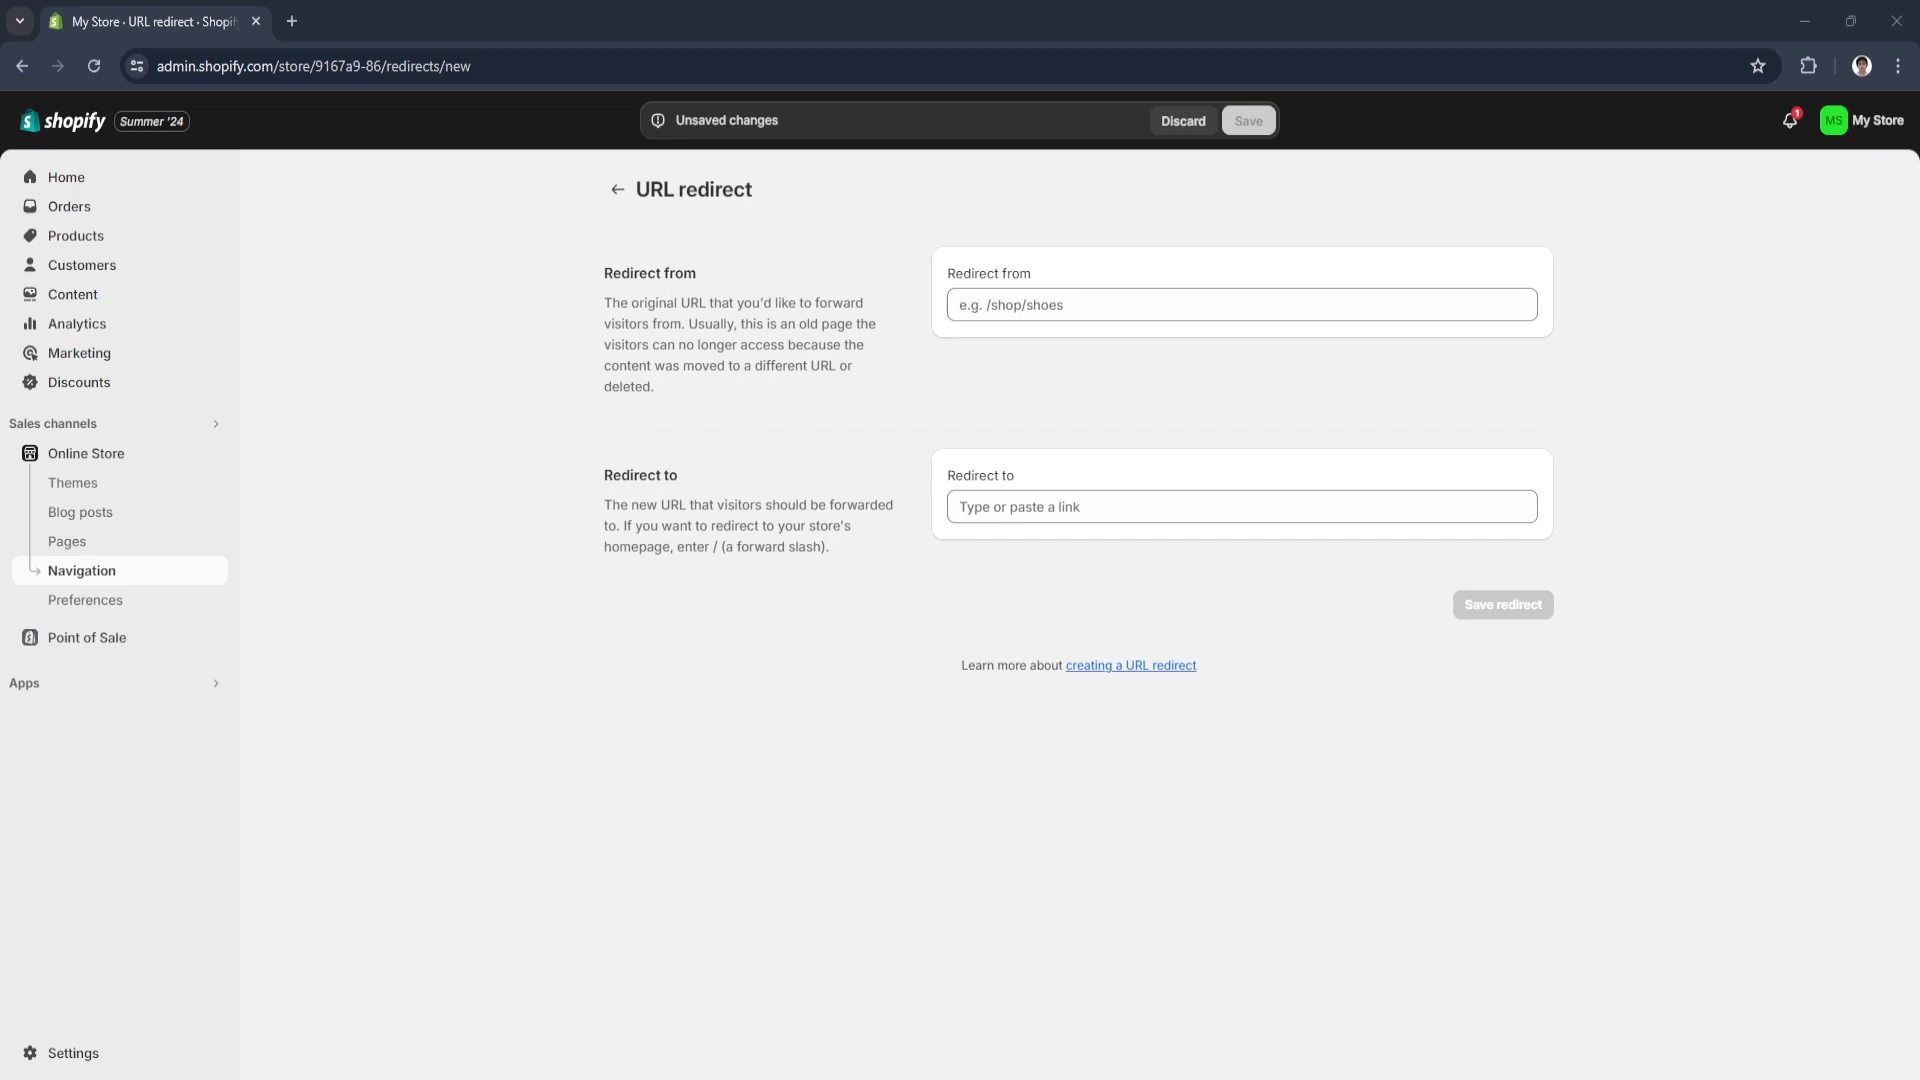 My Store · URL redirect · Shopif
admin.shopify.com/store/9167a9-86/redirects/new
shopify
Summer '24
Unsaved changes
Discard
Save
1
MS
My Store
Home
Orders
Products
Customers
Content
Analytics
Marketing
Discounts
Sales channels
Online Store
Themes
Blog posts
Pages
Navigation
Preferences
Point of Sale
Apps
Settings
URL redirect
Redirect from
The original URL that you'd like to forward
visitors from. Usually, this is an old page the
visitors can no longer access because the
content was moved to a different URL or
deleted.
Redirect from
e.g. /shop/shoes
Redirect to
The new URL that visitors should be forwarded
to. If you want to redirect to your store's
homepage, enter / (a forward slash).
Redirect to
Type or paste a link
Save redirect
Learn more about creating a URL redirect